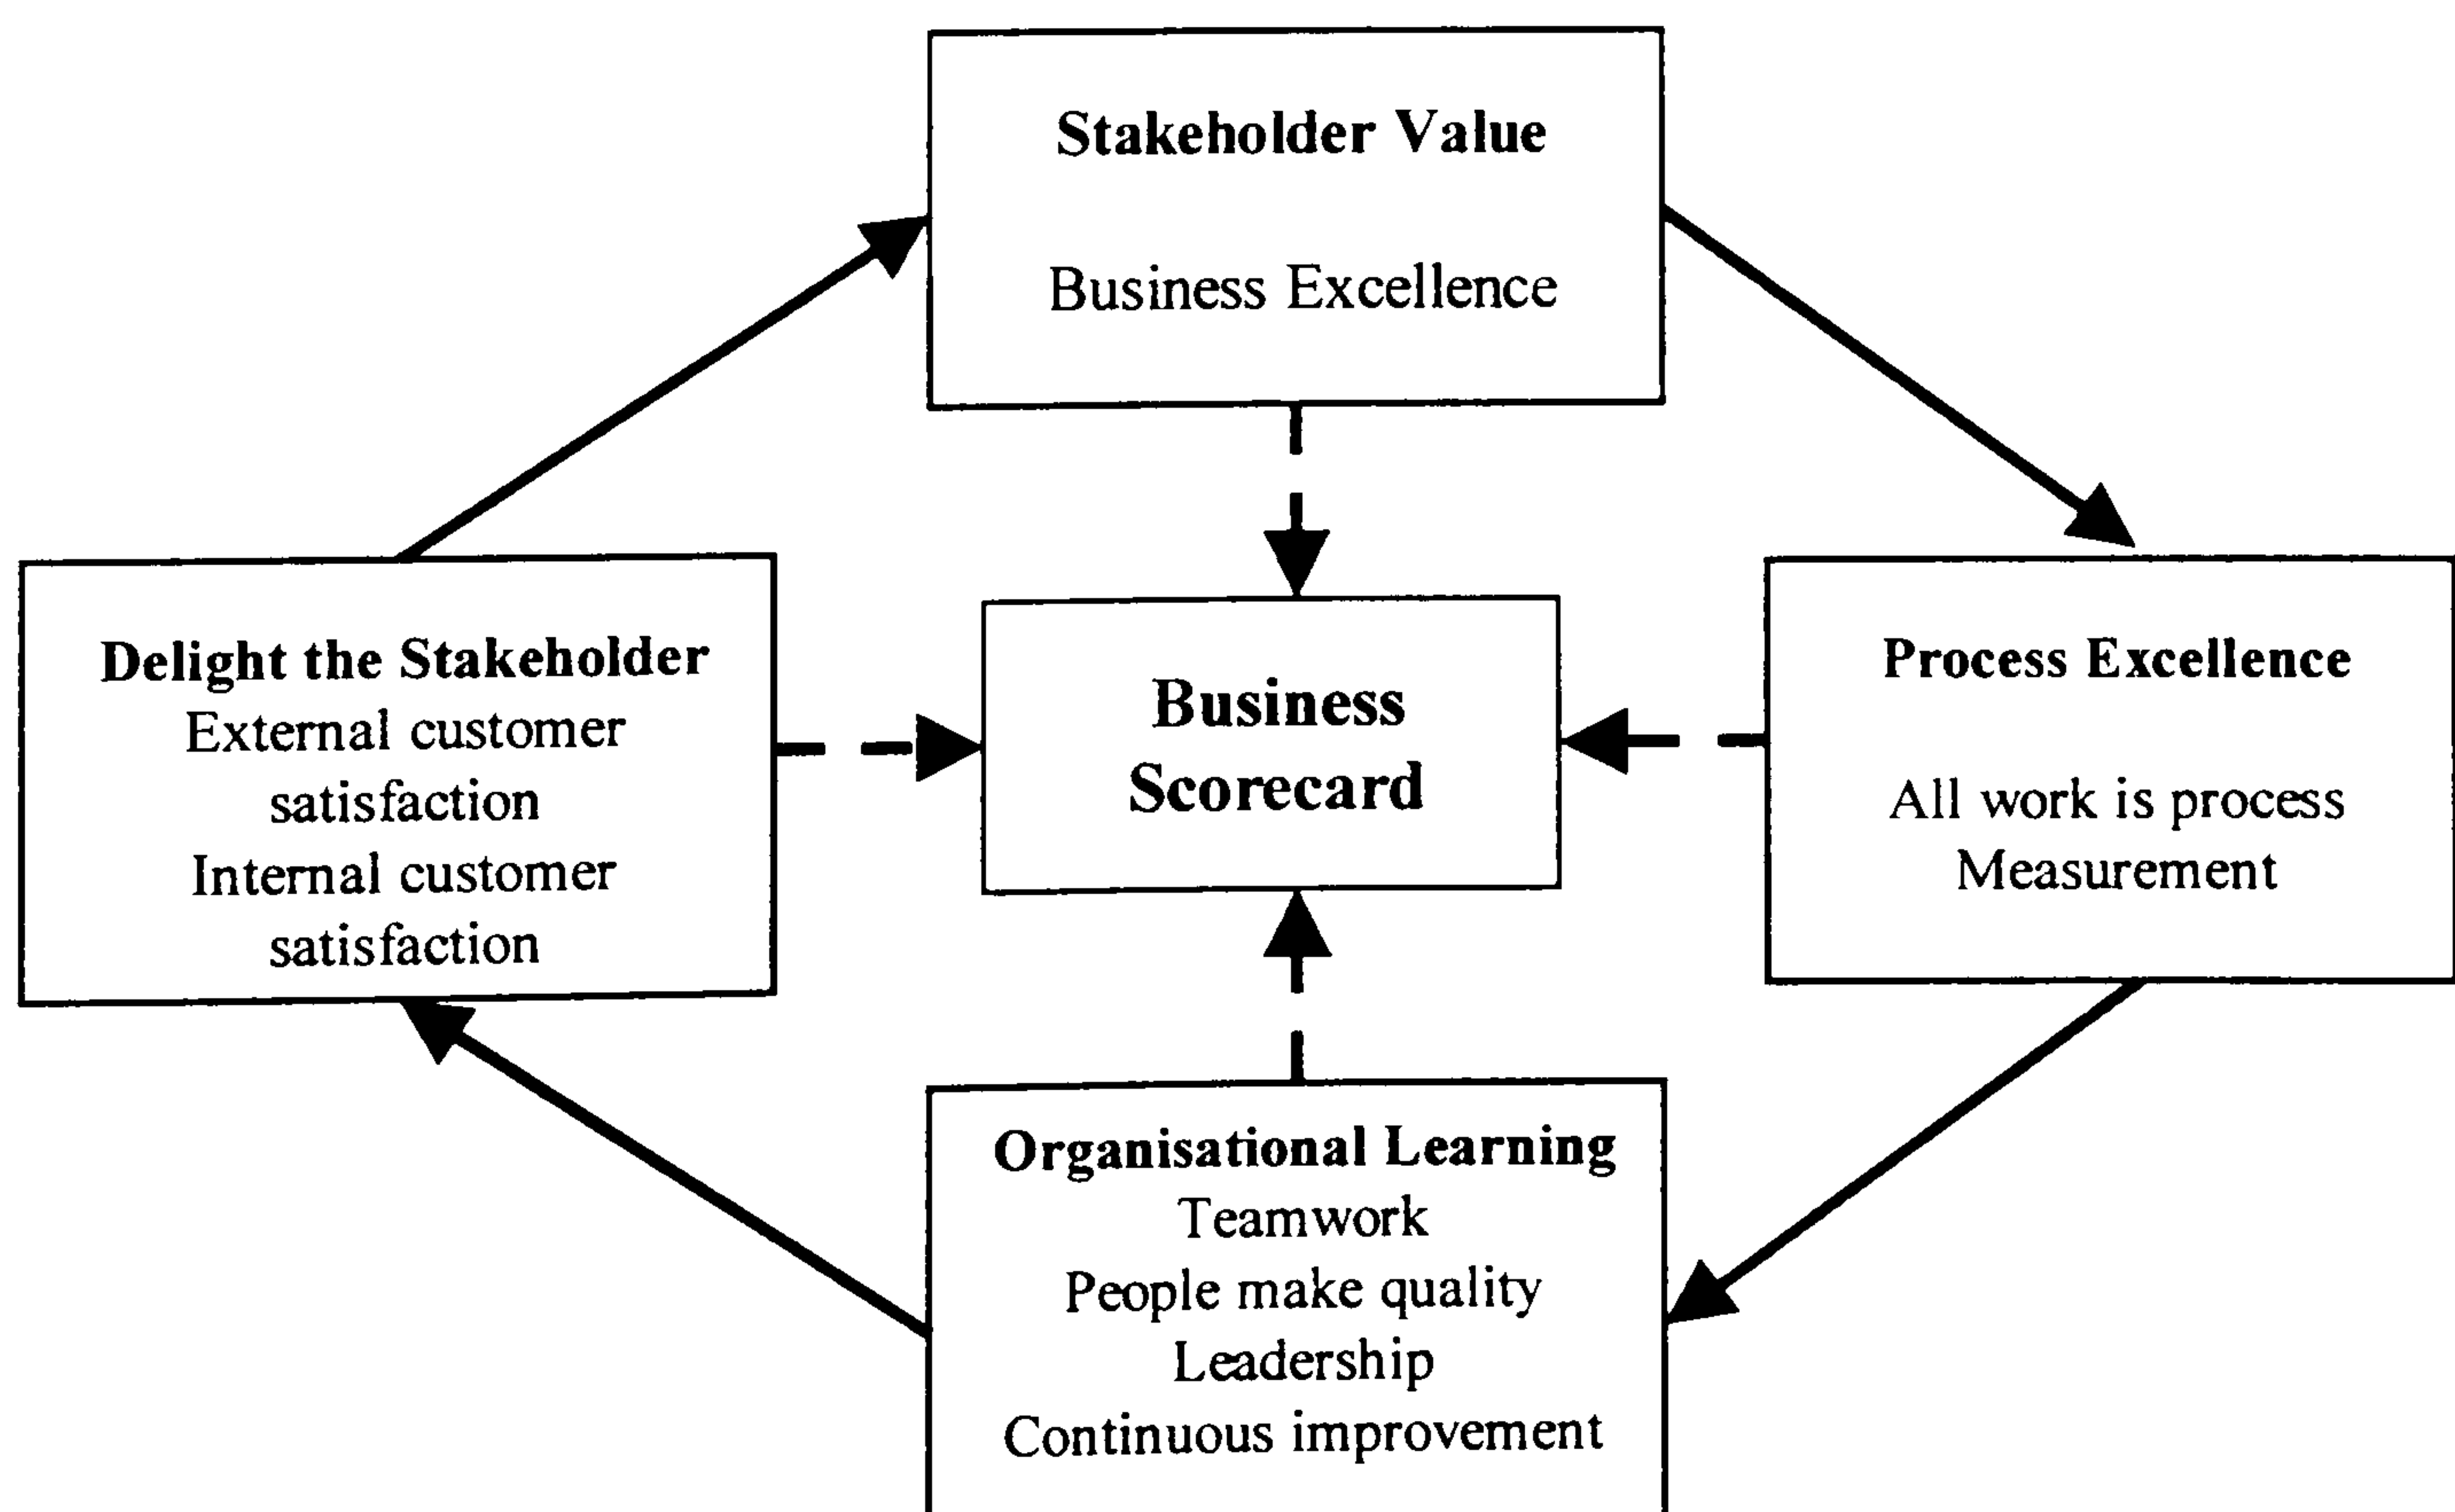 Stakeholder Value
Business Excellence
Delight the Stakeholder
External customer
satisfaction
Internal customer
satisfaction
Business
Scorecard
Process Excellence
All work is process
Measurement
Organisational Learning
Teamwork
People make quality
Leadership
Continuous improvement